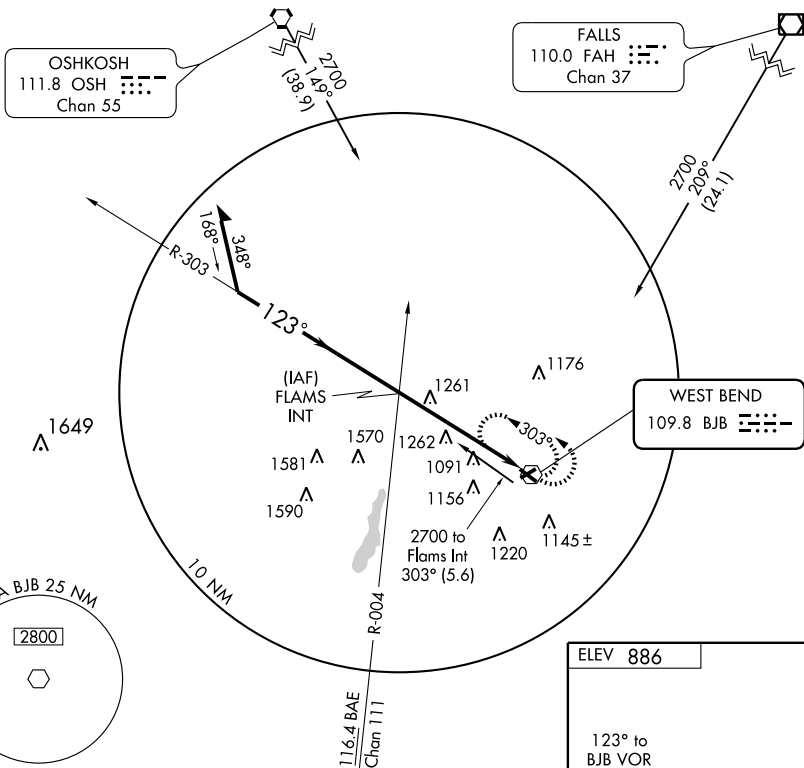 OSHKOSH
111.8 OSH
Chan 55
2700
149°
(38.9)
FALLS
110.0 FAH
Chan 37
2700
209°
(24.1)
R-303
168°
348°
123°
(IAF)
FLAMS
INT
1261
1176
WEST BEND
109.8 BJB
1649
1262
303°
1570
1581
1091
1590
1156
2700 to
Flams Int
303° (5.6)
1220
1145 ±
10 NM
R-004
A BJB 25 NM
2800
116.4 BAE
Chan 111
ELEV 886
123° to
BJB VOR